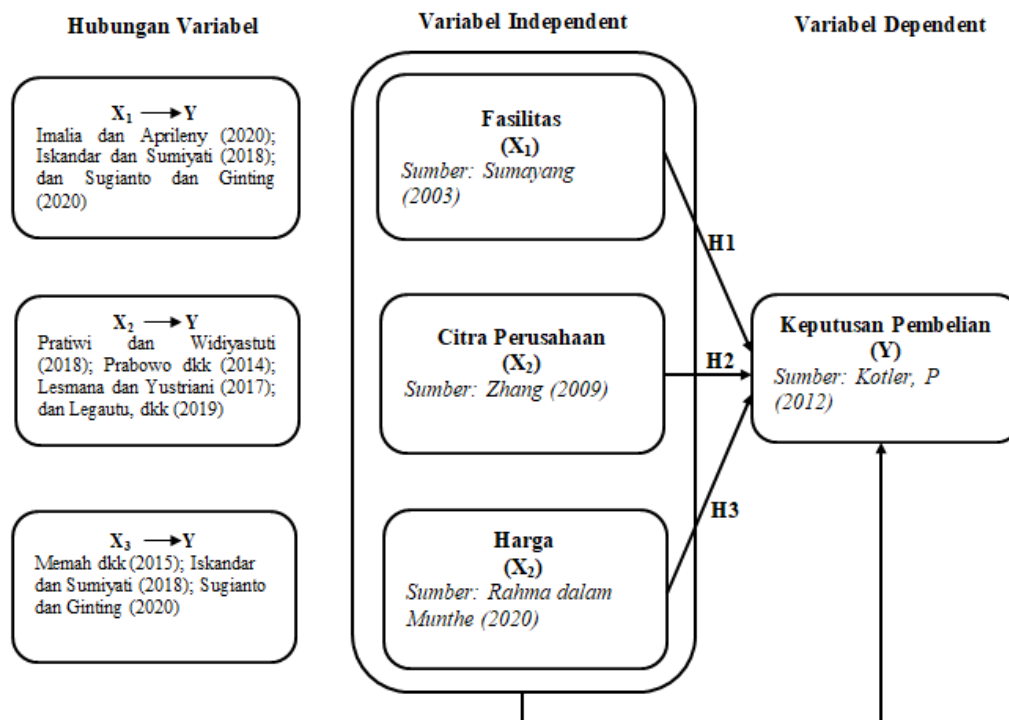 Hubungan Variabel
X₁ ⟶ Y
Imalia dan Aprileny (2020);
Iskandar dan Sumiyati (2018);
dan Sugianto dan Ginting
(2020)
X₂ ⟶ Y
Pratiwi dan Widiyastuti
(2018); Prabowo dkk (2014);
Lesmana dan Yustriani (2017);
dan Legautu, dkk (2019)
X₃ ⟶ Y
Memah dkk (2015); Iskandar
dan Sumiyati (2018); Sugianto
dan Ginting (2020)
Variabel Independent
Fasilitas
(X₁)
Sumber: Sumayang
(2003)
Citra Perusahaan
(X₂)
Sumber: Zhang (2009)
Harga
(X₂)
Sumber: Rahma dalam
Munthe (2020)
H1
H2
H3
Variabel Dependent
Keputusan Pembelian
(Y)
Sumber: Kotler, P
(2012)